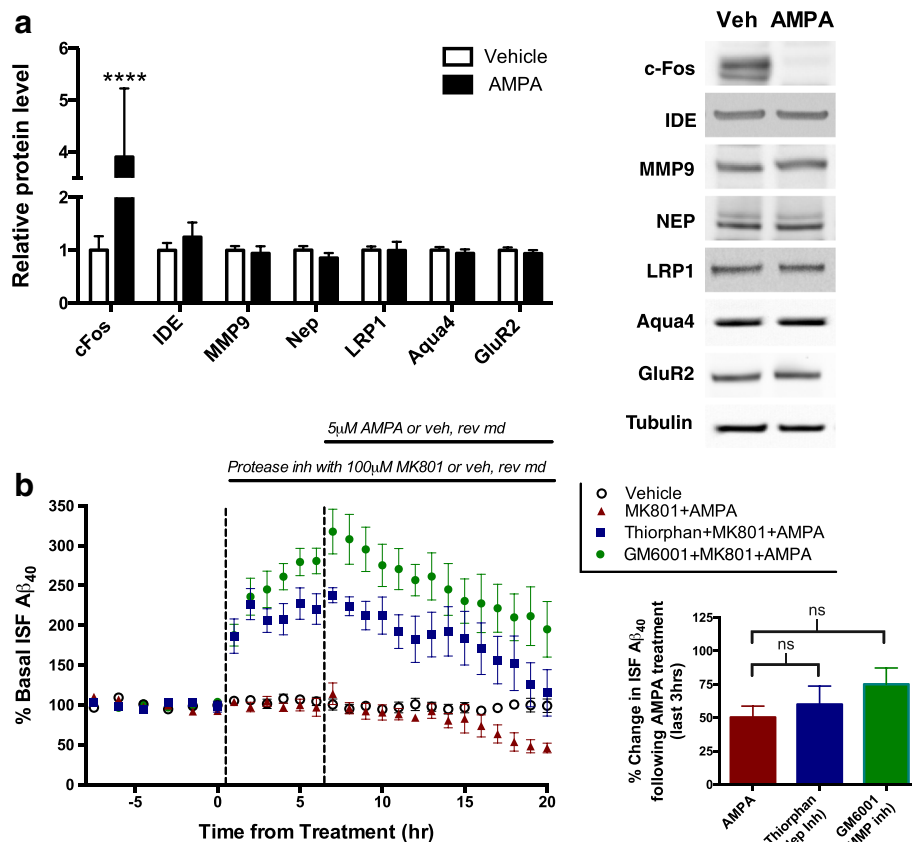 a
Relative protein level
6
5
4
2
1
0
****
Vehicle
AMPA
cFos
IDE
MMP9
Nep
LRP1
Aqua4
GluR2
Veh AMPA
c-Fos
IDE
MMP9
NEP
LRP1
Aqua4
GluR2
Tubulin
b
5µM AMPA or veh, rev md
Protease inh with 100µM MK801 or veh, rev md
% Basal ISF Aβ40
350
300
250
200
150
100
50
0
-5
0
5
10
15
20
Time from Treatment (hr)
Vehicle
MK801+AMPA
Thiorphan+MK801+AMPA
GM6001+MK801+AMPA
% Change in ISF Aβ40
following AMPA treatment
(last 3hrs)
125
100
75
50
25
0
ns
ns
AMPA
Thiorphan
GM6001